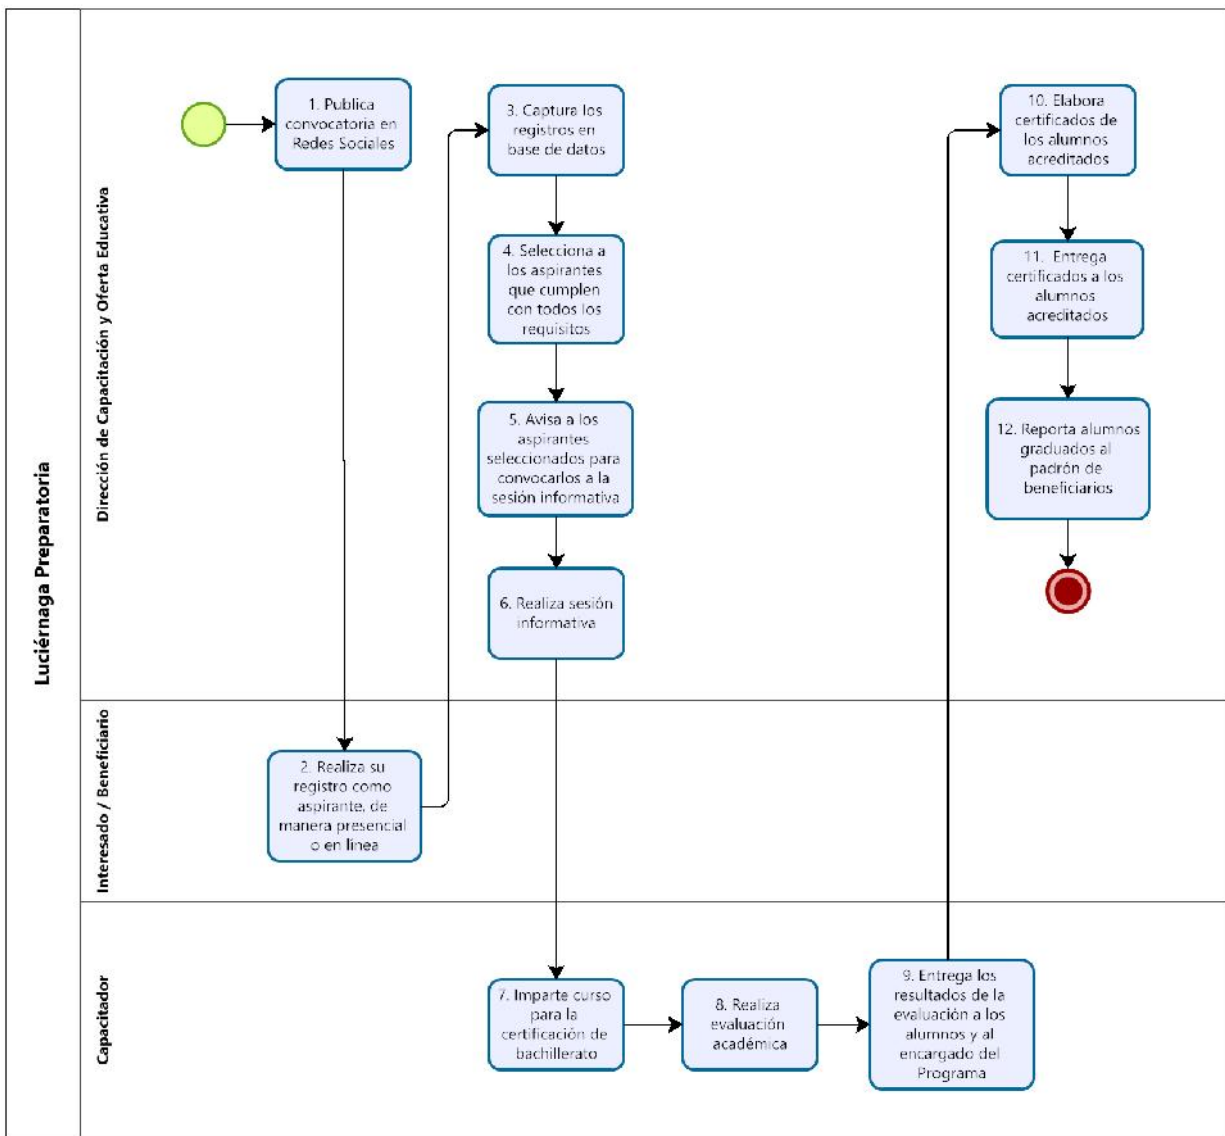 Luciérnaga Preparatoria
Dirección de Capacitación y Oferta Educativa
1. Publica
convocatoria en
Redes Sociales
3. Captura los
registros en
base de datos
4. Selecciona a
los aspirantes
que cumplen
con todos los
requisitos
5. Avisa a los
aspirantes
seleccionados para
convocarlos a la
sesión informativa
6. Realiza sesión
informativa
10. Elabora
certificados de
los alumnos
acreditados
11. Entrega
certificados a los
alumnos
acreditados
12. Reporta alumnos
graduados al
padrón de
beneficiarios
Interesado / Beneficiario
2. Realiza su
registro como
aspirante, de
manera presencial
o en línea
Capacitador
7. Imparte curso
para la
certificación de
bachillerato
8. Realiza
evaluación
académica
9. Entrega los
resultados de la
evaluación a los
alumnos y al
encargado del
Programa